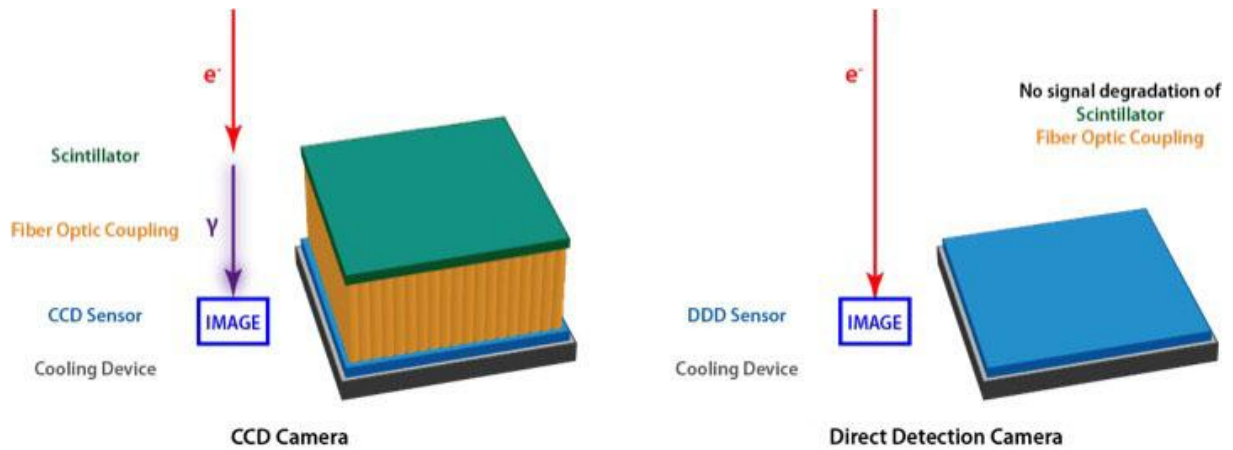 e-
Scintillator
Fiber Optic Coupling
γ
CCD Sensor
IMAGE
Cooling Device
CCD Camera
e-
No signal degradation of
Scintillator
Fiber Optic Coupling
DDD Sensor
IMAGE
Cooling Device
Direct Detection Camera